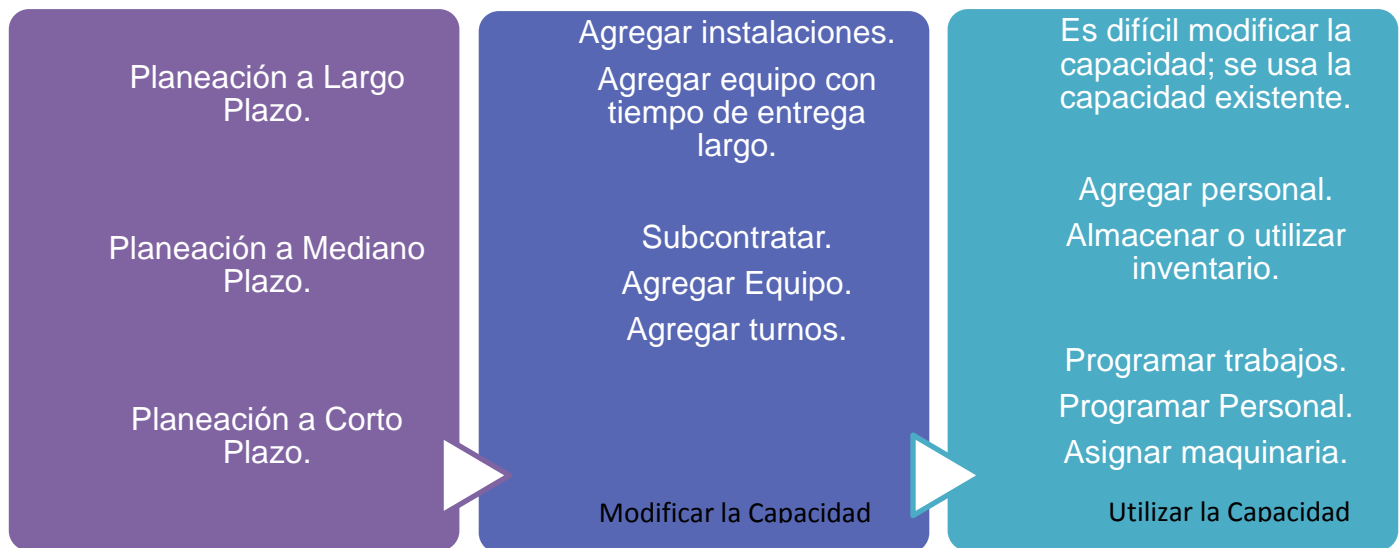 Planeación a Largo
Plazo.
Planeación a Mediano
Plazo.
Planeación a Corto
Plazo.
Agregar instalaciones.
Agregar equipo con
tiempo de entrega
largo.
Subcontratar.
Agregar Equipo.
Agregar turnos.
Modificar la Capacidad
Es difícil modificar la
capacidad; se usa la
capacidad existente.
Agregar personal.
Almacenar o utilizar
inventario.
Programar trabajos.
Programar Personal.
Asignar maquinaria.
Utilizar la Capacidad